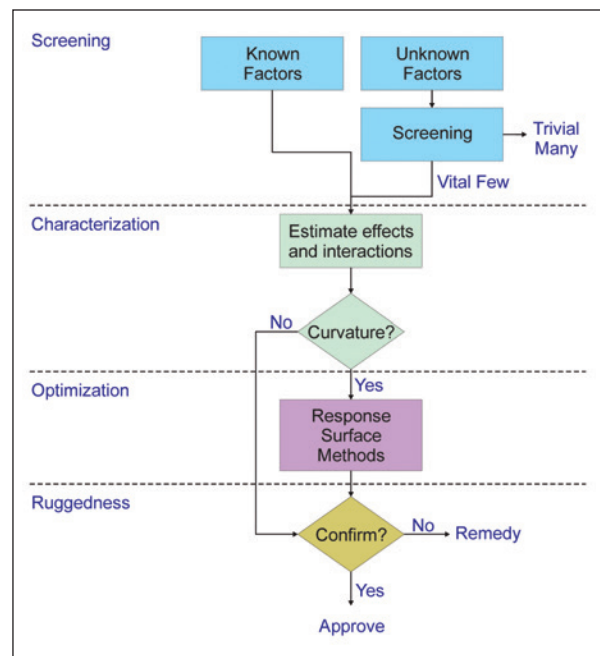 Screening
Known
Factors
Unknown
Factors
Screening
Trivial
Many
Vital Few
Characterization
Estimate effects
and interactions
No
Curvature?
Yes
Optimization
Response
Surface
Methods
Ruggedness
Confirm?
No
Remedy
Yes
Approve